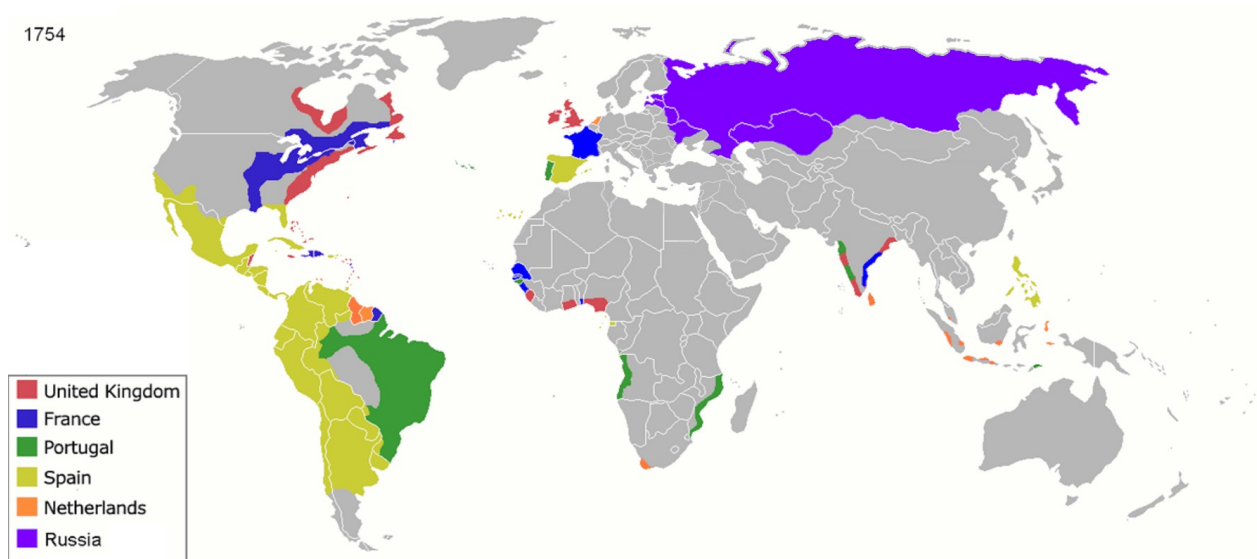 1754
United Kingdom
France
Portugal
Spain
Netherlands
Russia